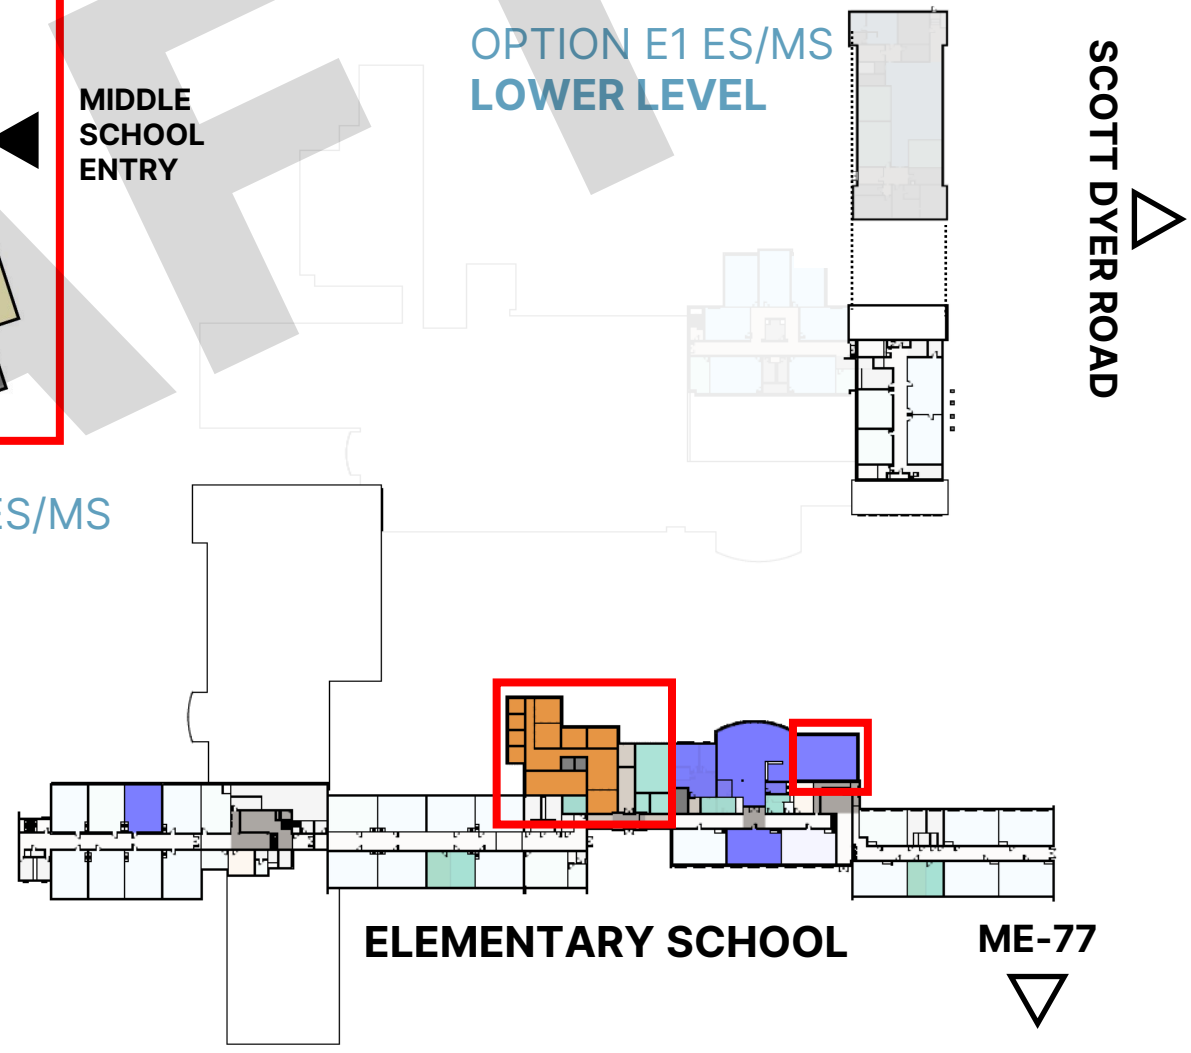 OPTION E1 ES/MS
LOWER LEVEL
MIDDLE
SCHOOL
ENTRY
SCOTT DYER ROAD
ES/MS
ELEMENTARY SCHOOL
ME-77